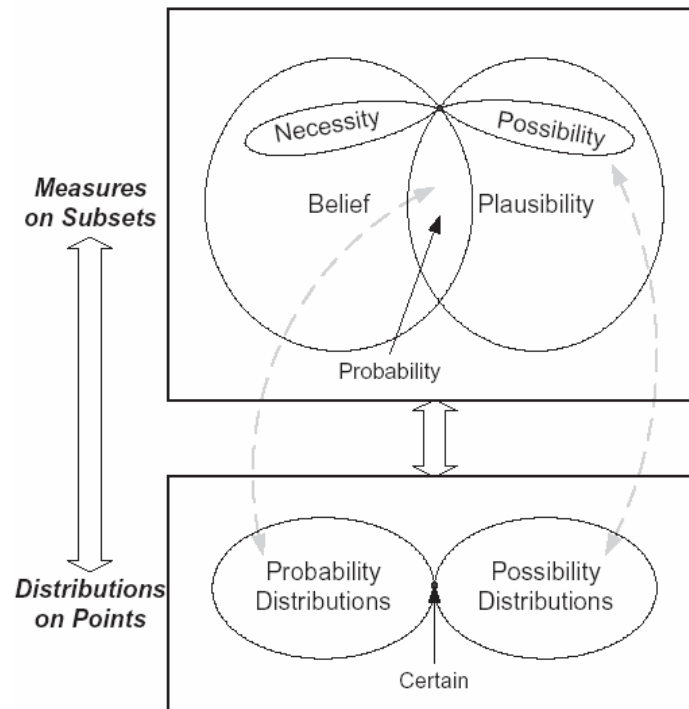 Necessity
Possibility
Measures
on Subsets
Belief
Plausibility
Probability
Probability
Distributions
Possibility
Distributions
Distributions
on Points
Certain